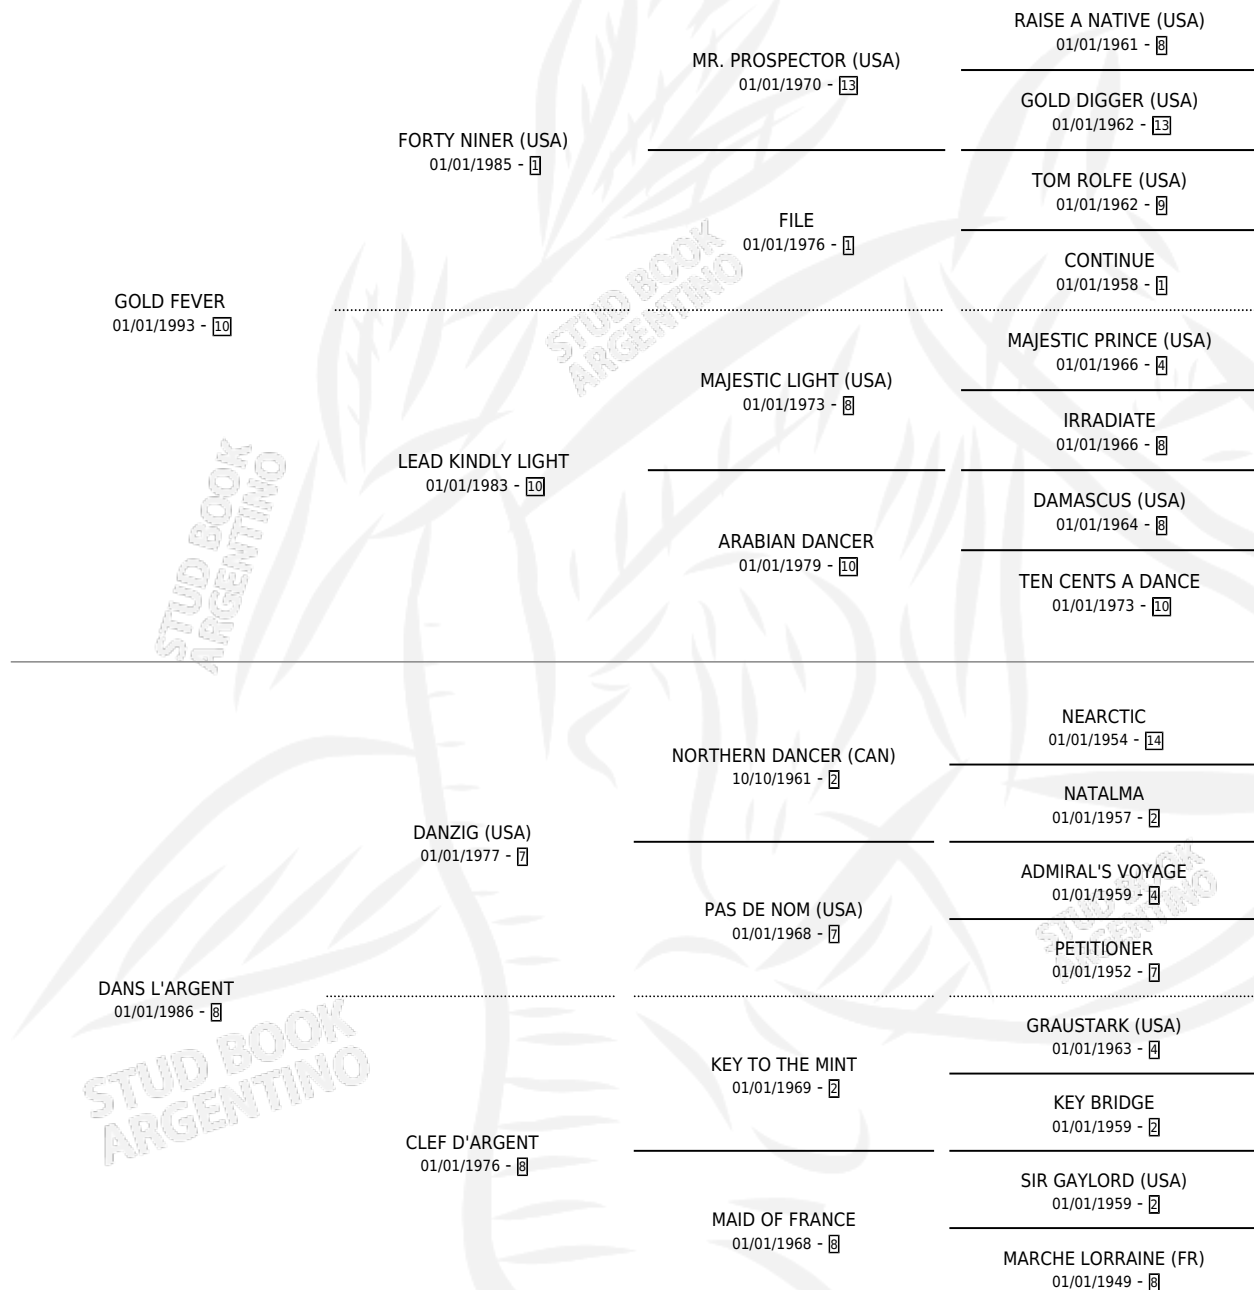 RAISE A NATIVE (USA)
01/01/1961 - 8
MR. PROSPECTOR (USA)
01/01/1970 - 13
GOLD DIGGER (USA)
01/01/1962 - 13
FORTY NINER (USA)
01/01/1985 - 1
TOM ROLFE (USA)
01/01/1962 - 9
FILE
01/01/1976 - 1
CONTINUE
01/01/1958 - 1
GOLD FEVER
01/01/1993 - 10
MAJESTIC PRINCE (USA)
01/01/1966 - 4
MAJESTIC LIGHT (USA)
01/01/1973 - 8
IRRADIATE
01/01/1966 - 8
LEAD KINDLY LIGHT
01/01/1983 - 10
DAMASCUS (USA)
01/01/1964 - 8
ARABIAN DANCER
01/01/1979 - 10
TEN CENTS A DANCE
01/01/1973 - 10
STUD BOOK
ARGENTINO
STUD BOOK
ARGENTINO
NEARCTIC
01/01/1954 - 14
NORTHERN DANCER (CAN)
10/10/1961 - 2
NATALMA
01/01/1957 - 2
DANZIG (USA)
01/01/1977 - 7
ADMIRAL'S VOYAGE
01/01/1959 - 4
PAS DE NOM (USA)
01/01/1968 - 7
PETITIONER
01/01/1952 - 7
DANS L'ARGENT
01/01/1986 - 8
GRAUSTARK (USA)
01/01/1963 - 4
KEY TO THE MINT
01/01/1969 - 2
KEY BRIDGE
01/01/1959 - 2
CLEF D'ARGENT
01/01/1976 - 8
SIR GAYLORD (USA)
01/01/1959 - 2
MAID OF FRANCE
01/01/1968 - 8
MARCHE LORRAINE (FR)
01/01/1949 - 8
STUD BOOK
ARGENTINO
STUD BOOK
ARGENTINO